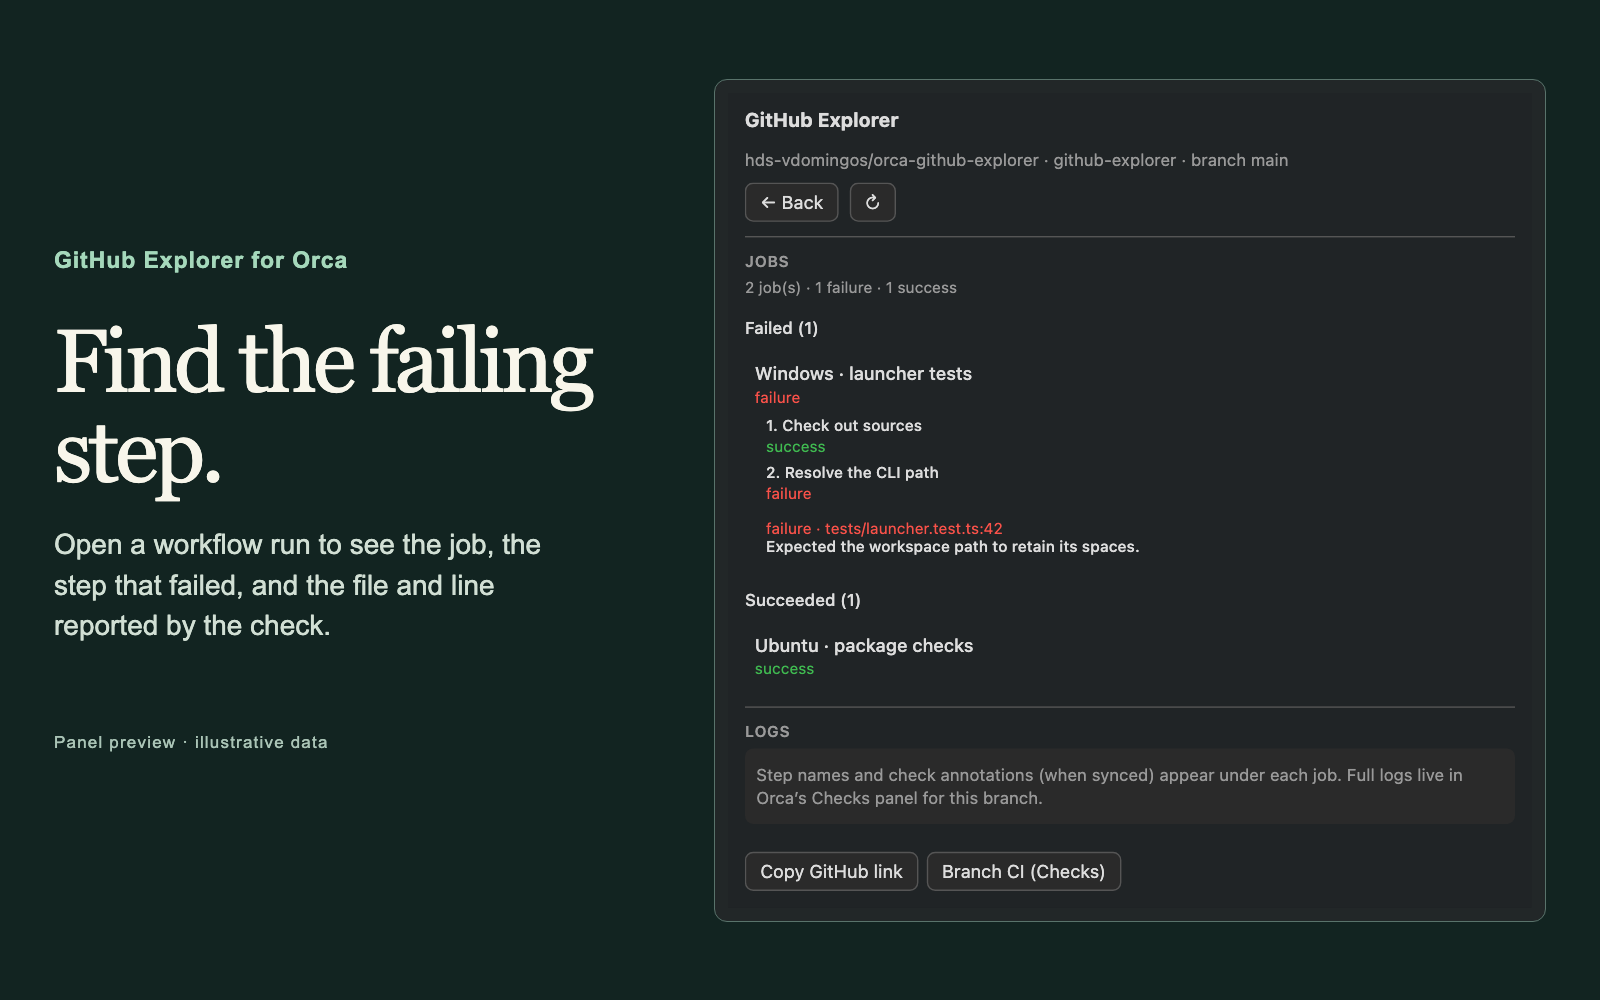 GitHub Explorer for Orca
Find the failing
step.
Open a workflow run to see the job, the
step that failed, and the file and line
reported by the check.
Panel preview · illustrative data
GitHub Explorer
hds-vdomingos/orca-github-explorer · github-explorer · branch main
← Back ↻
JOBS
2 job(s) · 1 failure · 1 success
Failed (1)
Windows · launcher tests
failure
1. Check out sources
success
2. Resolve the CLI path
failure
failure · tests/launcher.test.ts:42
Expected the workspace path to retain its spaces.
Succeeded (1)
Ubuntu · package checks
success
LOGS
Step names and check annotations (when synced) appear under each job. Full logs live in
Orca’s Checks panel for this branch.
Copy GitHub link Branch CI (Checks)